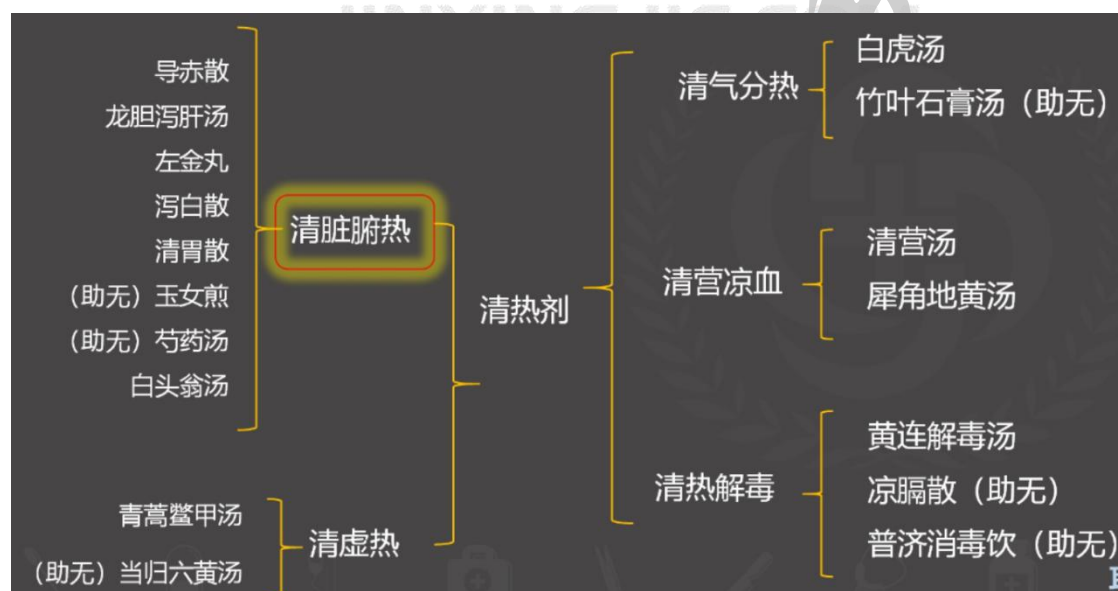 导赤散
龙胆泻肝汤
左金丸
泻白散
清胃散
（助无）玉女煎
（助无）芍药汤
白头翁汤
清脏腑热
青蒿鳖甲汤
（助无）当归六黄汤
清虚热
清热剂
清气分热
白虎汤
竹叶石膏汤（助无）
清营凉血
清营汤
犀角地黄汤
清热解毒
黄连解毒汤
凉膈散（助无）
普济消毒饮（助无）